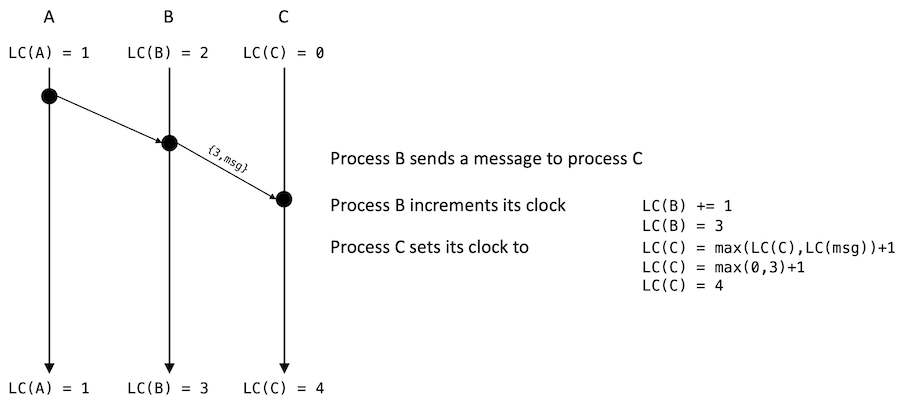 A B C
LC(A) = 1 LC(B) = 2 LC(C) = 0
{3,msg}
Process B sends a message to process C
Process B increments its clock LC(B) += 1
LC(B) = 3
Process C sets its clock to LC(C) = max(LC(C),LC(msg))+1
LC(C) = max(0,3)+1
LC(C) = 4
LC(A) = 1 LC(B) = 3 LC(C) = 4